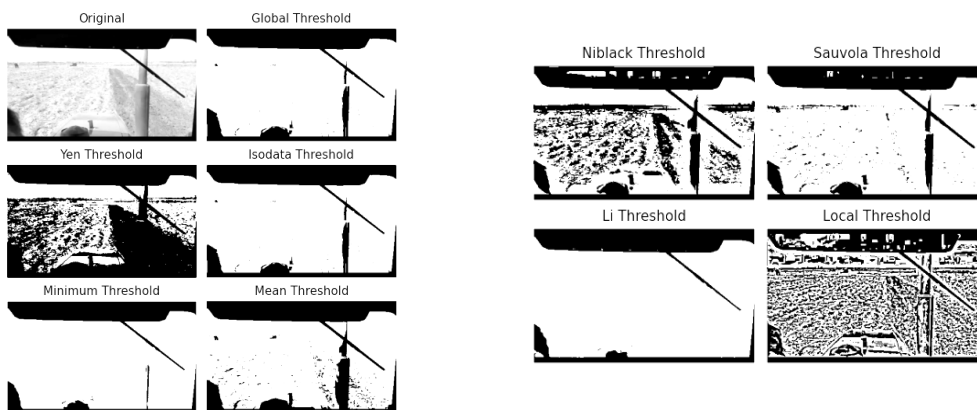 Original
Global Threshold
Yen Threshold
Isodata Threshold
Minimum Threshold
Mean Threshold
Niblack Threshold
Sauvola Threshold
Li Threshold
Local Threshold